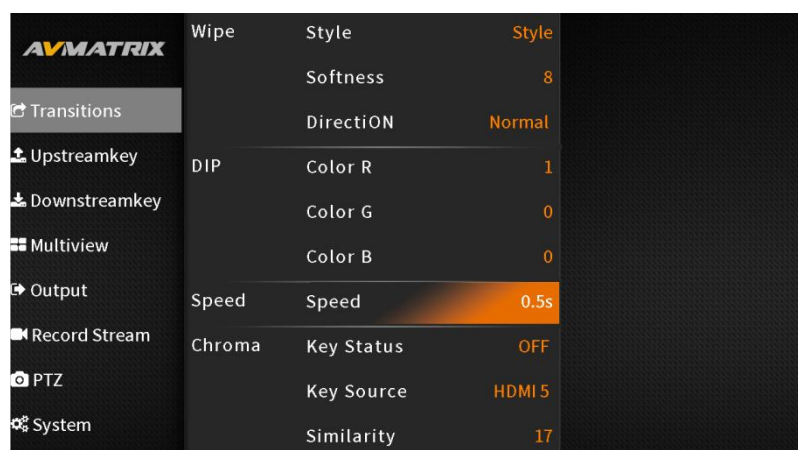 AVMATRIX
Transitions
Upstreamkey
Downstreamkey
Multiview
Output
Record Stream
PTZ
System
Wipe Style Style
Softness 8
DirectiON Normal
DIP Color R 1
Color G 0
Color B 0
Speed Speed 0.5s
Chroma Key Status OFF
Key Source HDMI 5
Similarity 17